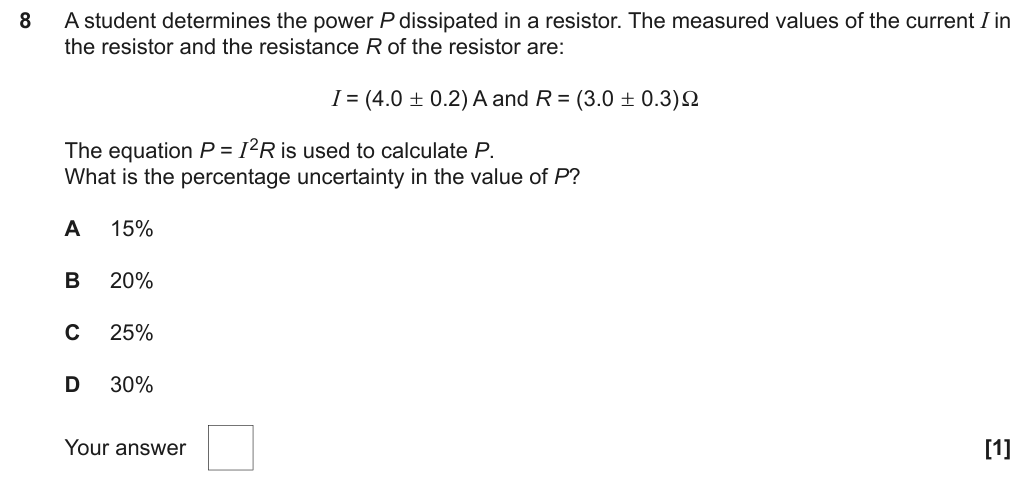 8 A student determines the power P dissipated in a resistor. The measured values of the current I in
the resistor and the resistance R of the resistor are:
I = (4.0 ± 0.2) A and R = (3.0 ± 0.3)Ω
The equation P = I²R is used to calculate P.
What is the percentage uncertainty in the value of P?
A 15%
B 20%
C 25%
D 30%
Your answer
[1]